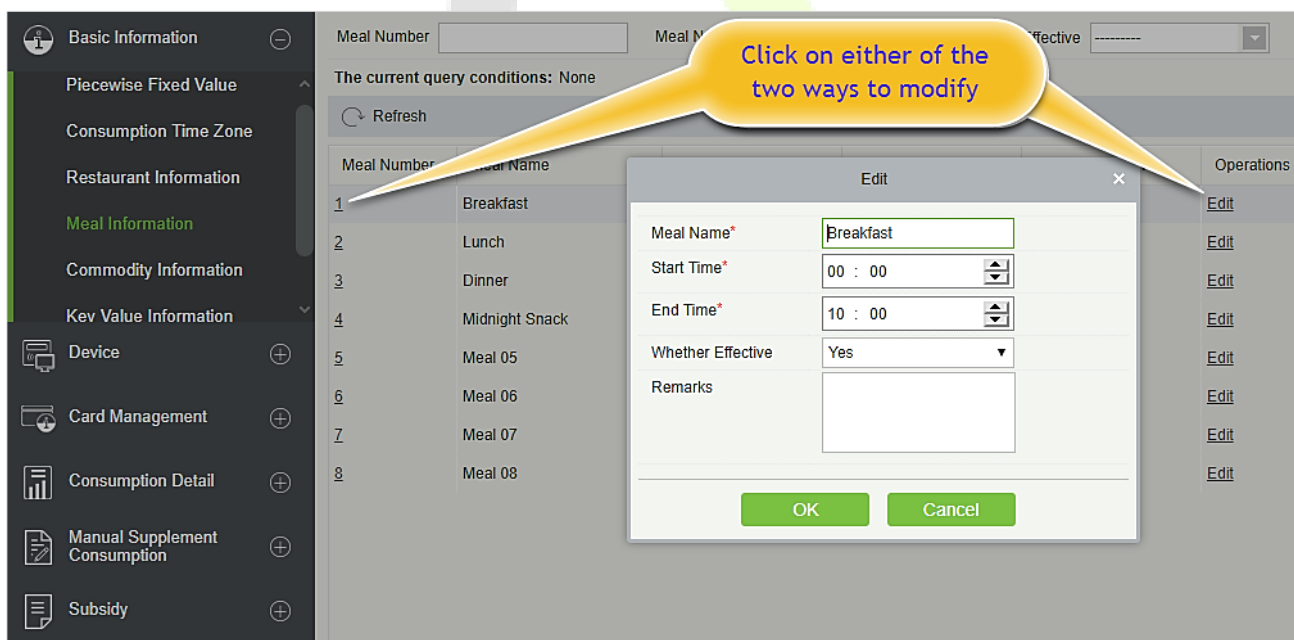 Basic Information
Piecewise Fixed Value
Consumption Time Zone
Restaurant Information
Meal Information
Commodity Information
Key Value Information
Device
Card Management
Consumption Detail
Manual Supplement
Consumption
Subsidy
Meal Number
Meal
Click on either of the
two ways to modify
The current query conditions: None
Refresh
Meal Number Meal Name Operations
1 Breakfast Edit
2 Lunch Edit
3 Dinner Edit
4 Midnight Snack Edit
5 Meal 05 Edit
6 Meal 06 Edit
7 Meal 07 Edit
8 Meal 08 Edit
Edit ×
Meal Name* Breakfast
Start Time* 00 : 00
End Time* 10 : 00
Whether Effective Yes
Remarks
OK Cancel